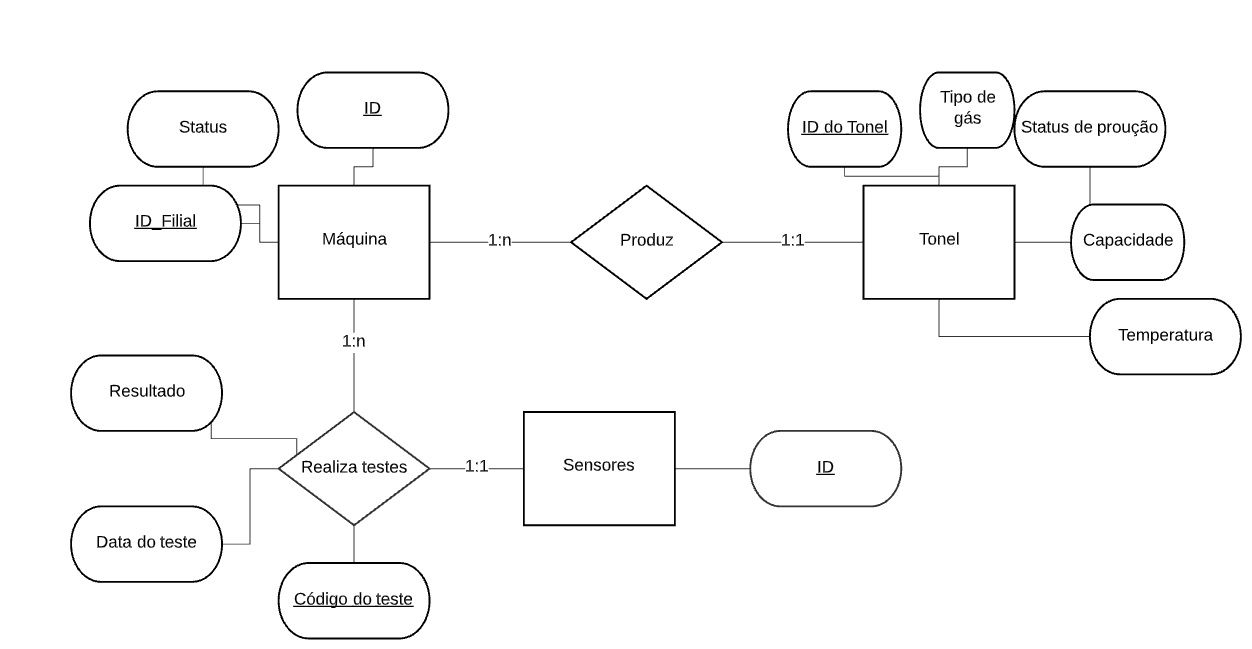 Status
ID
ID do Tonel
Tipo de
gás
Status de proução
ID_Filial
Máquina
1:n
Produz
1:1
Tonel
Capacidade
1:n
Temperatura
Resultado
Realiza testes
1:1
Sensores
ID
Data do teste
Código do teste